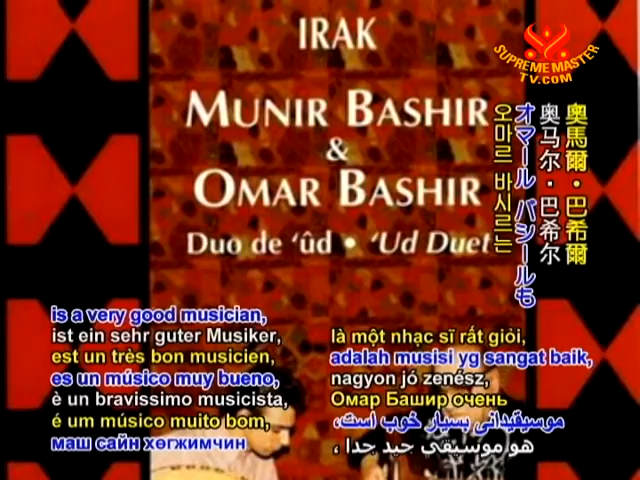 IRAK
SUPREME MASTER
TV.COM
MUNIR BASHIR
&
OMAR BASHIR
Duo de ‘ûd • ‘Ud Duet
奧馬爾·巴希爾
奥马尔·巴希尔
オマール バシールも
오마르 바시르는
is a very good musician,
ist ein sehr guter Musiker,
est un très bon musicien,
es un músico muy bueno,
è un bravissimo musicista,
é um músico muito bom,
маш сайн хөгжимчин
là một nhạc sĩ rất giỏi,
adalah musisi yg sangat baik,
nagyon jó zenész,
Омар Башир очень
موسیقیدانی بسیار خوب است،
هو موسيقي جيد جدا ،